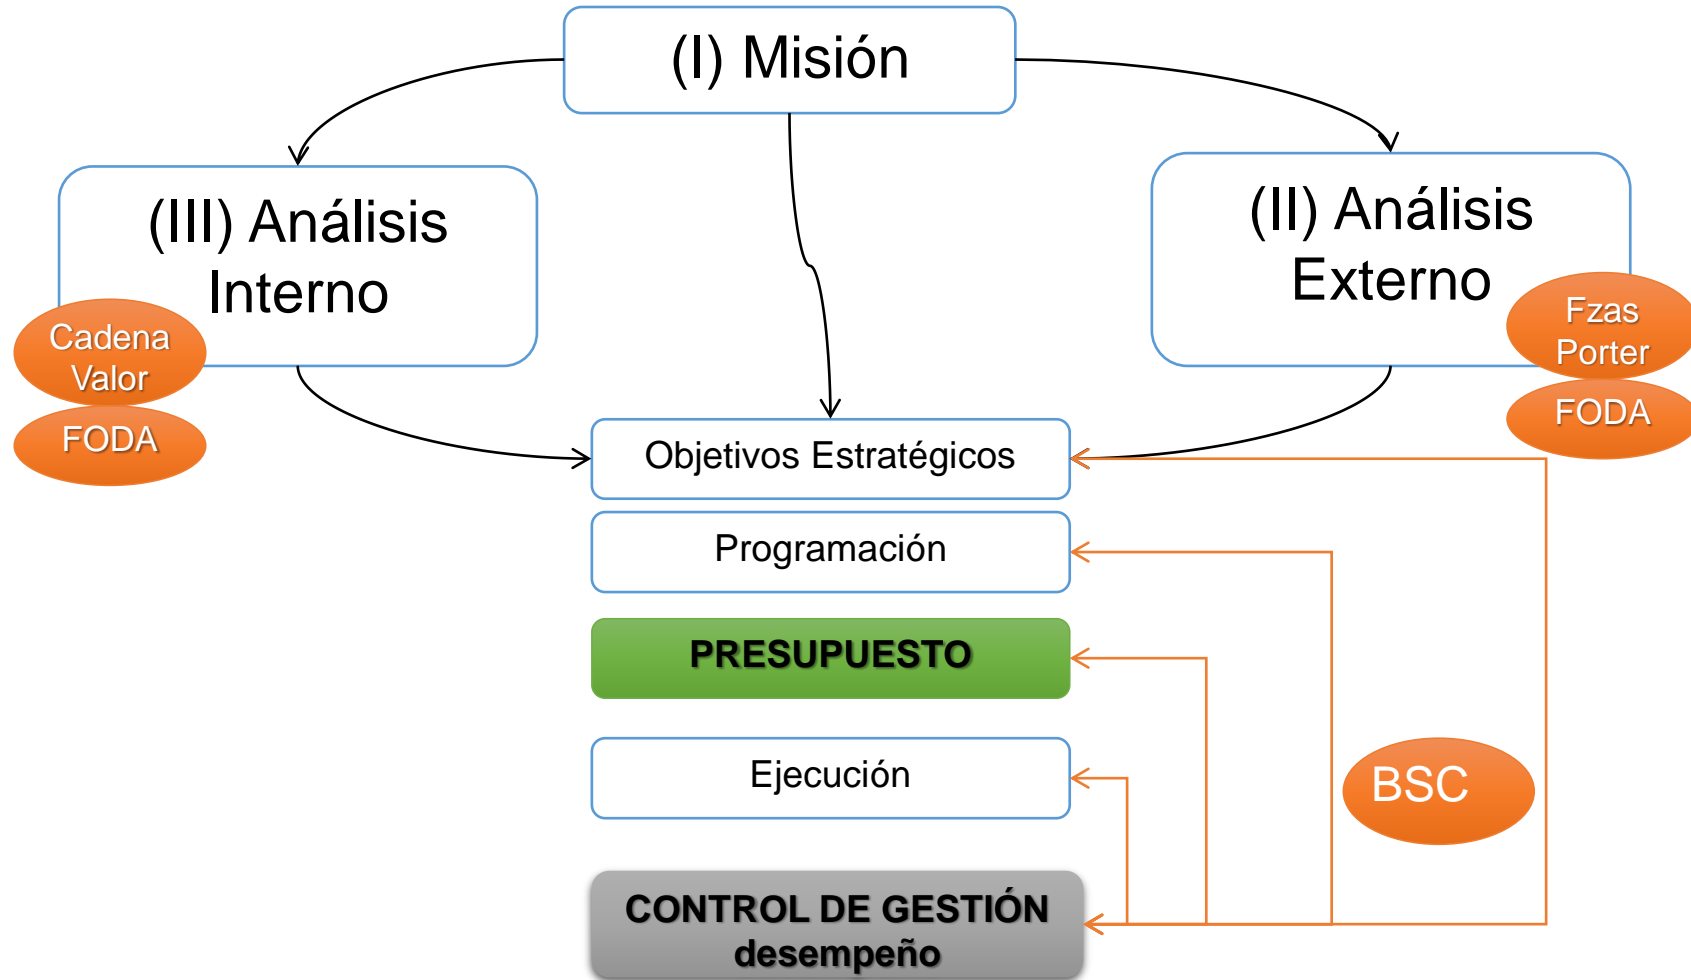 (I) Misión
(III) Análisis
Interno
(II) Análisis
Externo
Cadena
Valor
FODA
Fzas
Porter
FODA
Objetivos Estratégicos
Programación
PRESUPUESTO
Ejecución
BSC
CONTROL DE GESTIÓN
desempeño